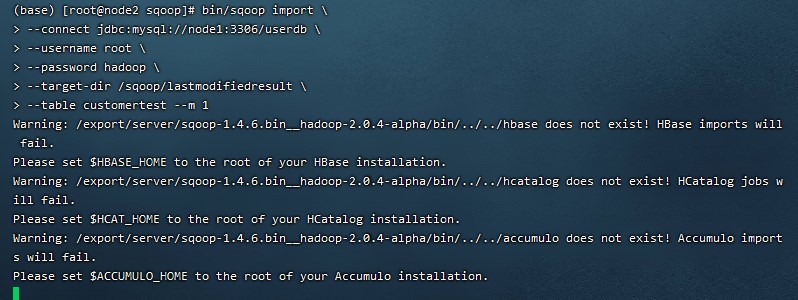 (base) [root@node2 sqoop]# bin/sqoop import \
> --connect jdbc:mysql://node1:3306/userdb \
> --username root \
> --password hadoop \
> --target-dir /sqoop/lastmodifiedresult \
> --table customertest --m 1
Warning: /export/server/sqoop-1.4.6.bin__hadoop-2.0.4-alpha/bin/../../hbase does not exist! HBase imports will
 fail.
Please set $HBASE_HOME to the root of your HBase installation.
Warning: /export/server/sqoop-1.4.6.bin__hadoop-2.0.4-alpha/bin/../../hcatalog does not exist! HCatalog jobs w
ill fail.
Please set $HCAT_HOME to the root of your HCatalog installation.
Warning: /export/server/sqoop-1.4.6.bin__hadoop-2.0.4-alpha/bin/../../accumulo does not exist! Accumulo import
s will fail.
Please set $ACCUMULO_HOME to the root of your Accumulo installation.